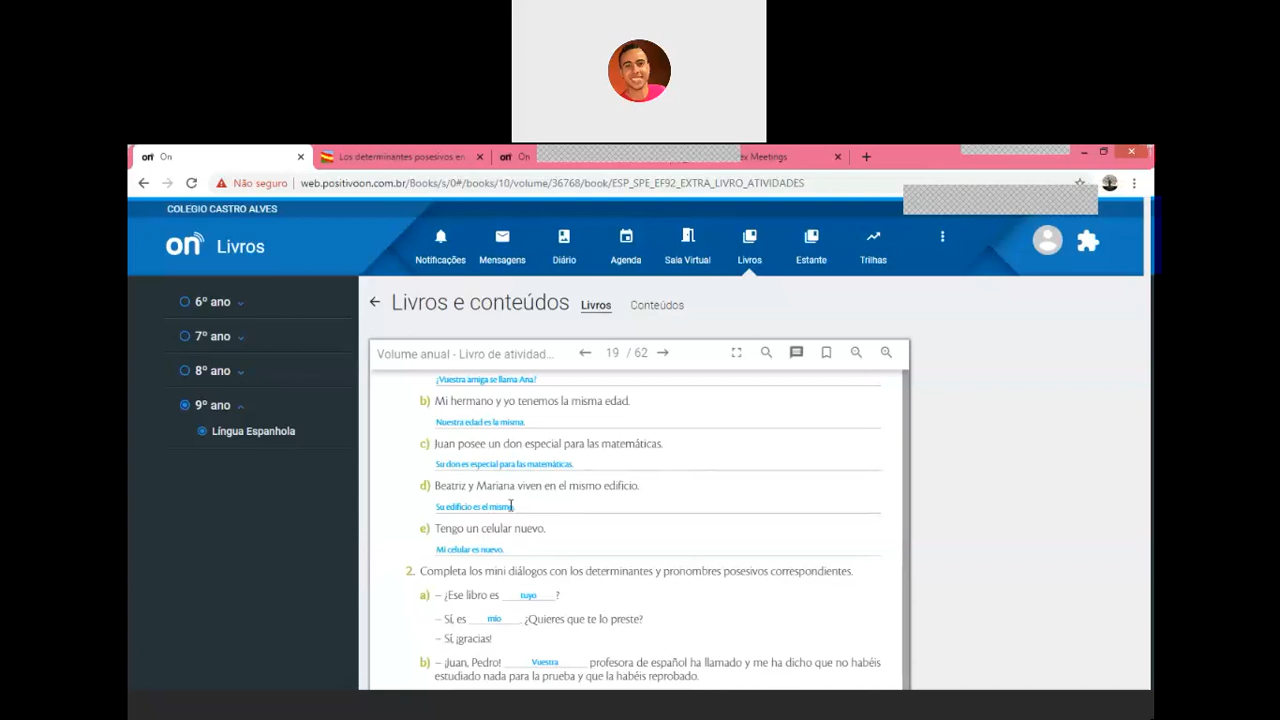 On
Los determinantes posesivos en
On
ex Meetings
Não seguro
web.positivoon.com.br/Books/s/0#/books/10/volume/36768/book/ESP_SPE_EF92_EXTRA_LIVRO_ATIVIDADES
COLEGIO CASTRO ALVES
on Livros
Notificações
Mensagens
Diário
Agenda
Sala Virtual
Livros
Estante
Trilhas
6º ano
7º ano
8º ano
9º ano
Língua Espanhola
Livros e conteúdos
Livros
Conteúdos
Volume anual - Livro de atividad...
19 / 62
¿Vuestra amiga se llama Ana?
b) Mi hermano y yo tenemos la misma edad.
Nuestra edad es la misma.
c) Juan posee un don especial para las matemáticas.
Su don es especial para las matemáticas.
d) Beatriz y Mariana viven en el mismo edificio.
Su edificio es el mismo.
e) Tengo un celular nuevo.
Mi celular es nuevo.
2. Completa los mini diálogos con los determinantes y pronombres posesivos correspondientes.
a) – ¿Ese libro es tuyo ?
– Sí, es mío . ¿Quieres que te lo preste?
– Sí, ¡gracias!
b) – ¡Juan, Pedro! Vuestra profesora de español ha llamado y me ha dicho que no habéis
estudiado nada para la prueba y que la habéis reprobado.